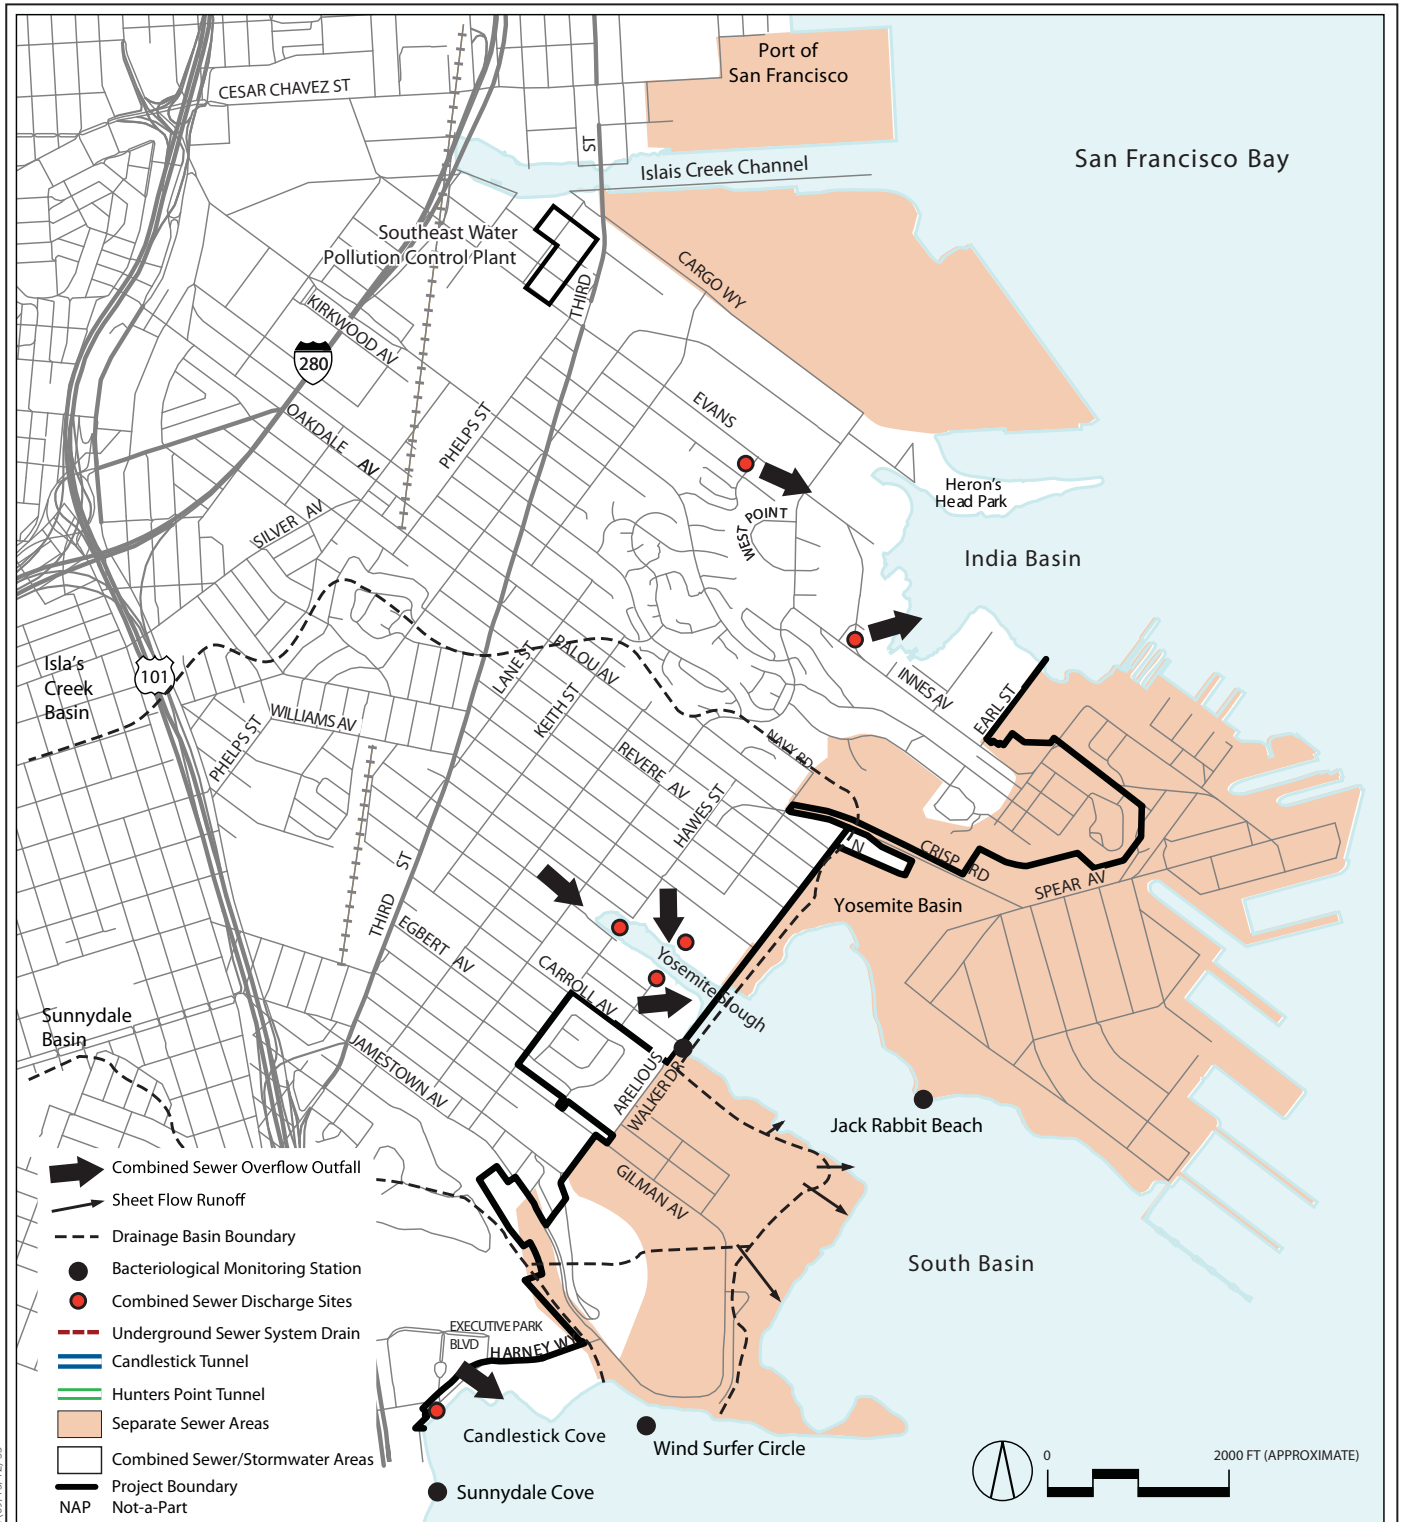 Port of
San Francisco
CESAR CHAVEZ ST
ST
San Francisco Bay
Islais Creek Channel
Southeast Water
Pollution Control Plant
CARGO WY
THIRD
KIRKWOOD AV
280
EVANS
OAKDALE AV
PHELPS ST
Heron's
Head Park
SILVER AV
WEST POINT
India Basin
Isla's
Creek
Basin
101
LANE ST
BALOU AV
KEITH ST
INNES AV
EARL ST
WILLIAMS AV
PHELPS ST
REVERE AV
NAVY RD
HAWES ST
N
CRISP RD
SPEAR AV
THIRD ST
Yosemite Basin
EGBERT AV
CARROLL AV
Yosemite Slough
Sunnydale
Basin
JAMESTOWN AV
ARELIOUS
WALKER DR
Jack Rabbit Beach
GILMAN AV
South Basin
EXECUTIVE PARK
BLVD
HARNEY WY
Candlestick Cove
Wind Surfer Circle
Sunnydale Cove
Combined Sewer Overflow Outfall
Sheet Flow Runoff
Drainage Basin Boundary
Bacteriological Monitoring Station
Combined Sewer Discharge Sites
Underground Sewer System Drain
Candlestick Tunnel
Hunters Point Tunnel
Separate Sewer Areas
Combined Sewer/Stormwater Areas
Project Boundary
NAP Not-a-Part
0 2000 FT (APPROXIMATE)